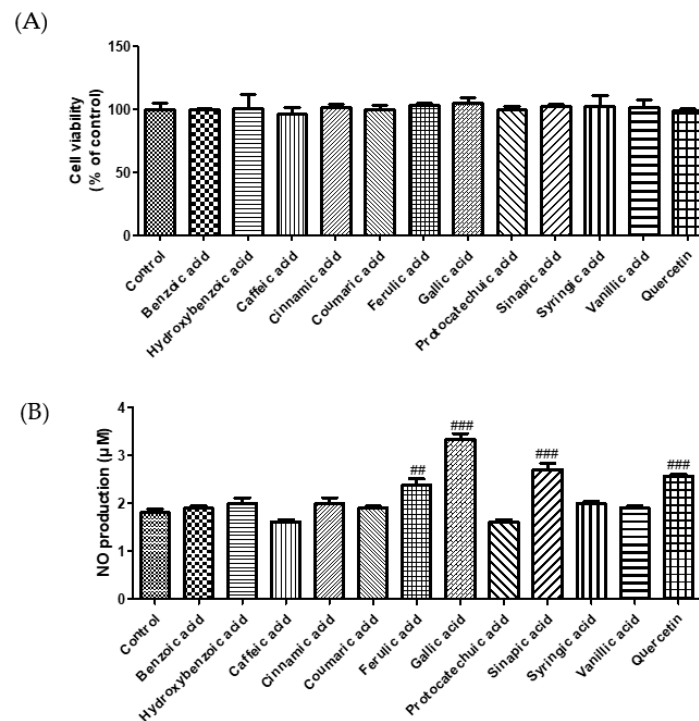 (A)
150
100
50
0
Cell viability
(% of control)
Control
Benzoic acid
Hydroxybenzoic acid
Caffeic acid
Cinnamic acid
Coumaric acid
Ferulic acid
Gallic acid
Protocatechuic acid
Sinapic acid
Syringic acid
Vanillic acid
Quercetin
(B)
4
3
2
1
0
NO production (µM)
##
###
###
###
Control
Benzoic acid
Hydroxybenzoic acid
Caffeic acid
Cinnamic acid
Coumaric acid
Ferulic acid
Gallic acid
Protocatechuic acid
Sinapic acid
Syringic acid
Vanillic acid
Quercetin